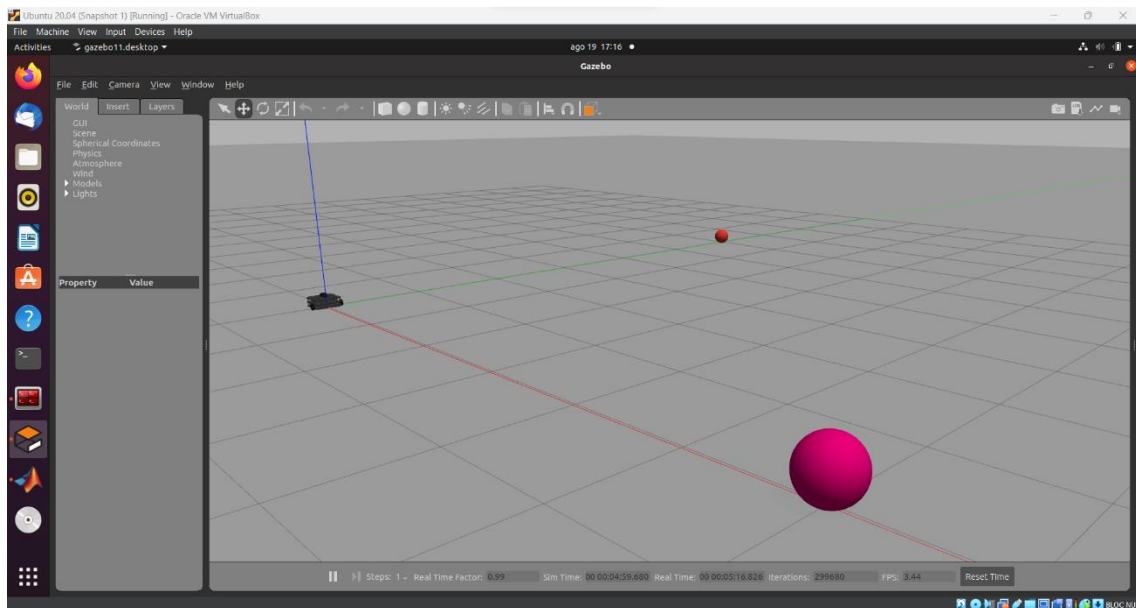 Ubuntu 20.04 (Snapshot 1) [Running] - Oracle VM VirtualBox
File Machine View Input Devices Help
Activities gazebo11.desktop ago 19 17:16
Gazebo
File Edit Camera View Window Help
World Insert Layers
GUI
Scene
Spherical Coordinates
Physics
Atmosphere
Wind
Models
Lights
Property Value
Steps: 1 Real Time Factor: 0.99 Sim Time: 00 00:04:59.680 Real Time: 00 00:05:16.826 Iterations: 299680 FPS: 3.44 Reset Time